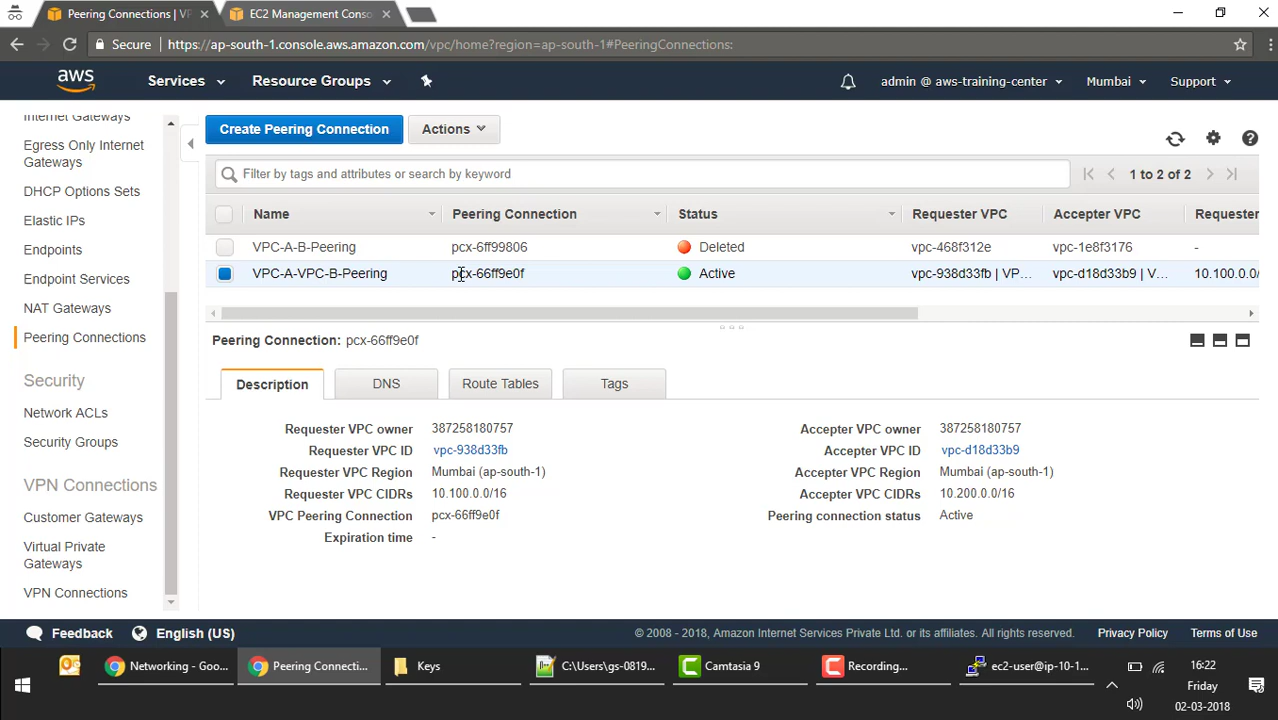 Peering Connections | VP
EC2 Management Conso
Secure
https://ap-south-1.console.aws.amazon.com/vpc/home?region=ap-south-1#PeeringConnections:
aws
Services
Resource Groups
admin @ aws-training-center
Mumbai
Support
Internet Gateways
Egress Only Internet
Gateways
DHCP Options Sets
Elastic IPs
Endpoints
Endpoint Services
NAT Gateways
Peering Connections
Security
Network ACLs
Security Groups
VPN Connections
Customer Gateways
Virtual Private
Gateways
VPN Connections
Create Peering Connection
Actions
Filter by tags and attributes or search by keyword
1 to 2 of 2
Name Peering Connection Status Requester VPC Accepter VPC Requester
VPC-A-B-Peering pcx-6ff99806 Deleted vpc-468f312e vpc-1e8f3176 -
VPC-A-VPC-B-Peering pcx-66ff9e0f Active vpc-938d33fb | VP... vpc-d18d33b9 | V... 10.100.0.0/
Peering Connection: pcx-66ff9e0f
Description DNS Route Tables Tags
Requester VPC owner 387258180757 Accepter VPC owner 387258180757
Requester VPC ID vpc-938d33fb Accepter VPC ID vpc-d18d33b9
Requester VPC Region Mumbai (ap-south-1) Accepter VPC Region Mumbai (ap-south-1)
Requester VPC CIDRs 10.100.0.0/16 Accepter VPC CIDRs 10.200.0.0/16
VPC Peering Connection pcx-66ff9e0f Peering connection status Active
Expiration time -
Feedback
English (US)
© 2008 - 2018, Amazon Internet Services Private Ltd. or its affiliates. All rights reserved.
Privacy Policy
Terms of Use
Networking - Goo...
Peering Connecti...
Keys
C:\Users\gs-0819...
Camtasia 9
Recording...
ec2-user@ip-10-1...
16:22
Friday
02-03-2018